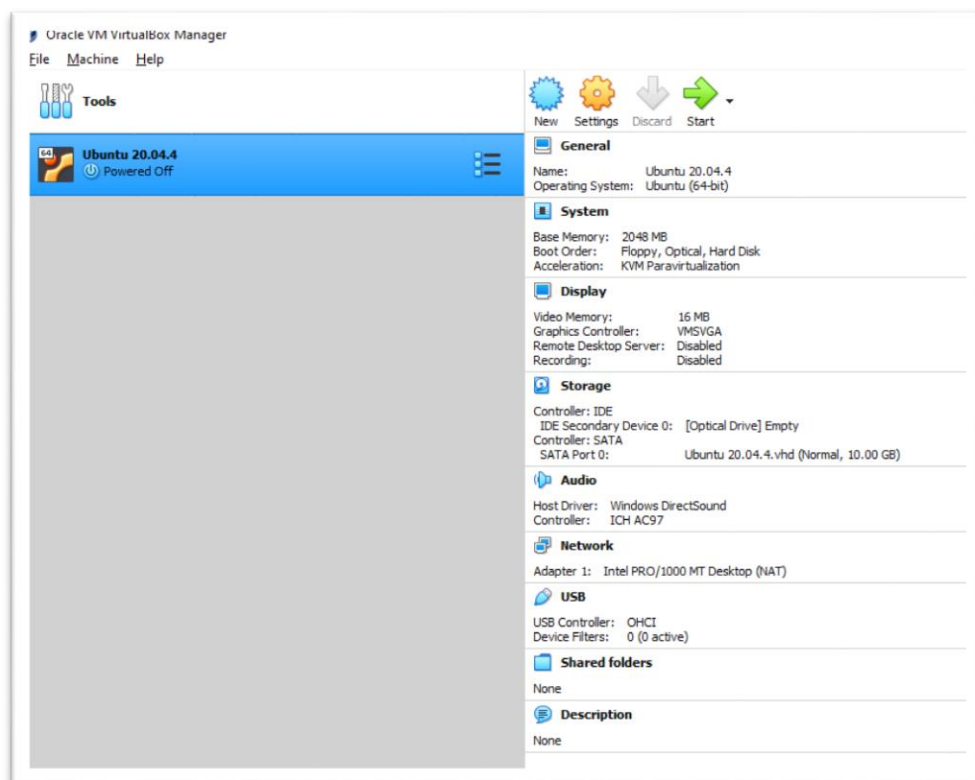 Oracle VM VirtualBox Manager
File Machine Help
Tools
New Settings Discard Start
64
Ubuntu 20.04.4
Powered Off
General
Name: Ubuntu 20.04.4
Operating System: Ubuntu (64-bit)
System
Base Memory: 2048 MB
Boot Order: Floppy, Optical, Hard Disk
Acceleration: KVM Paravirtualization
Display
Video Memory: 16 MB
Graphics Controller: VMSVGA
Remote Desktop Server: Disabled
Recording: Disabled
Storage
Controller: IDE
IDE Secondary Device 0: [Optical Drive] Empty
Controller: SATA
SATA Port 0: Ubuntu 20.04.4.vhd (Normal, 10.00 GB)
Audio
Host Driver: Windows DirectSound
Controller: ICH AC97
Network
Adapter 1: Intel PRO/1000 MT Desktop (NAT)
USB
USB Controller: OHCI
Device Filters: 0 (0 active)
Shared folders
None
Description
None